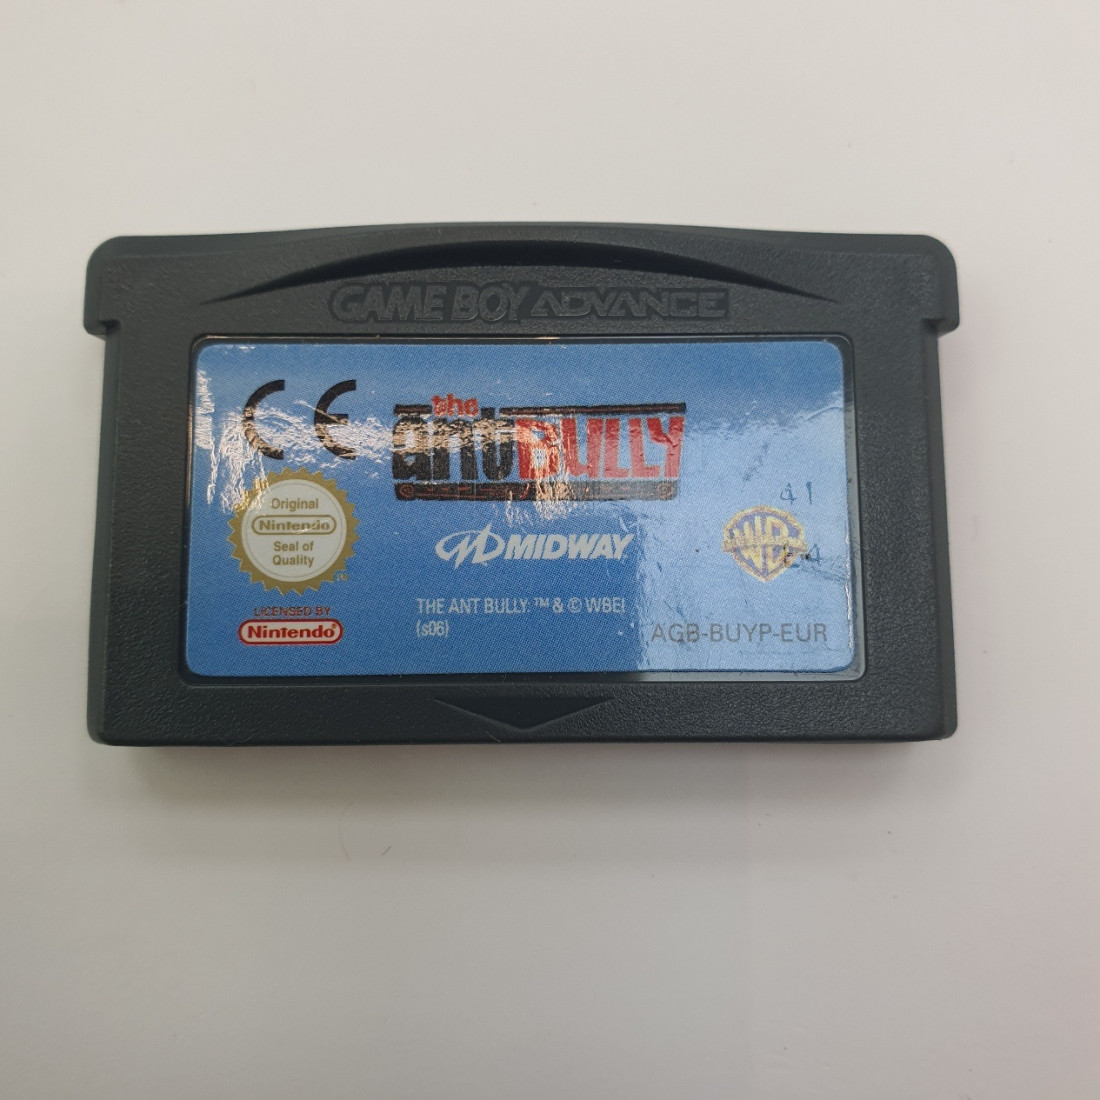 GAME BOY ADVANCE
CE
the
ant BULLY
Original
Nintendo
Seal of
Quality
MIDWAY
WB
LICENSED BY
Nintendo®
THE ANT BULLY: ™ & © WBEI
(s06)
AGB-BUYP-EUR